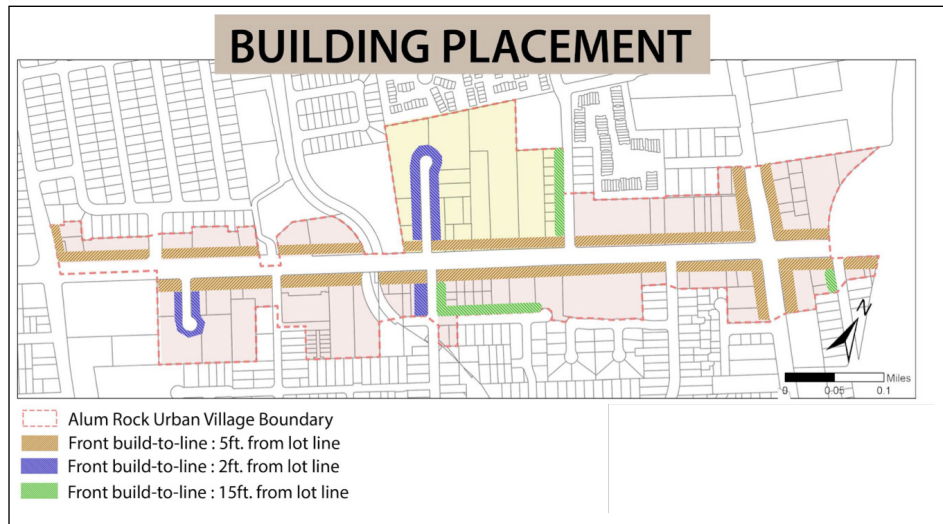 BUILDING PLACEMENT
N
Miles
0 0.05 0.1
Alum Rock Urban Village Boundary
Front build-to-line : 5ft. from lot line
Front build-to-line : 2ft. from lot line
Front build-to-line : 15ft. from lot line